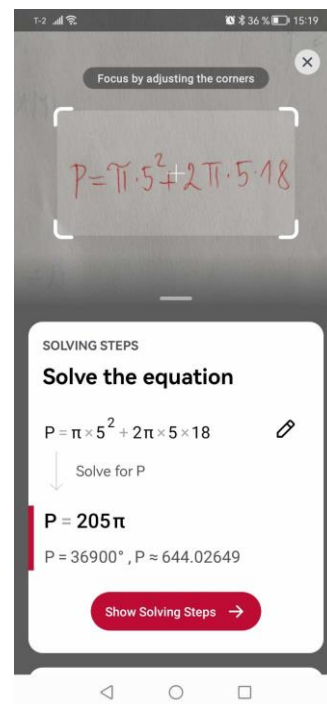 T-2 36 % 15:19
Focus by adjusting the corners
P=π·5²+2π·5·18
SOLVING STEPS
Solve the equation
P = π × 5² + 2π × 5 × 18
Solve for P
P = 205π
P = 36900° , P ≈ 644.02649
Show Solving Steps →